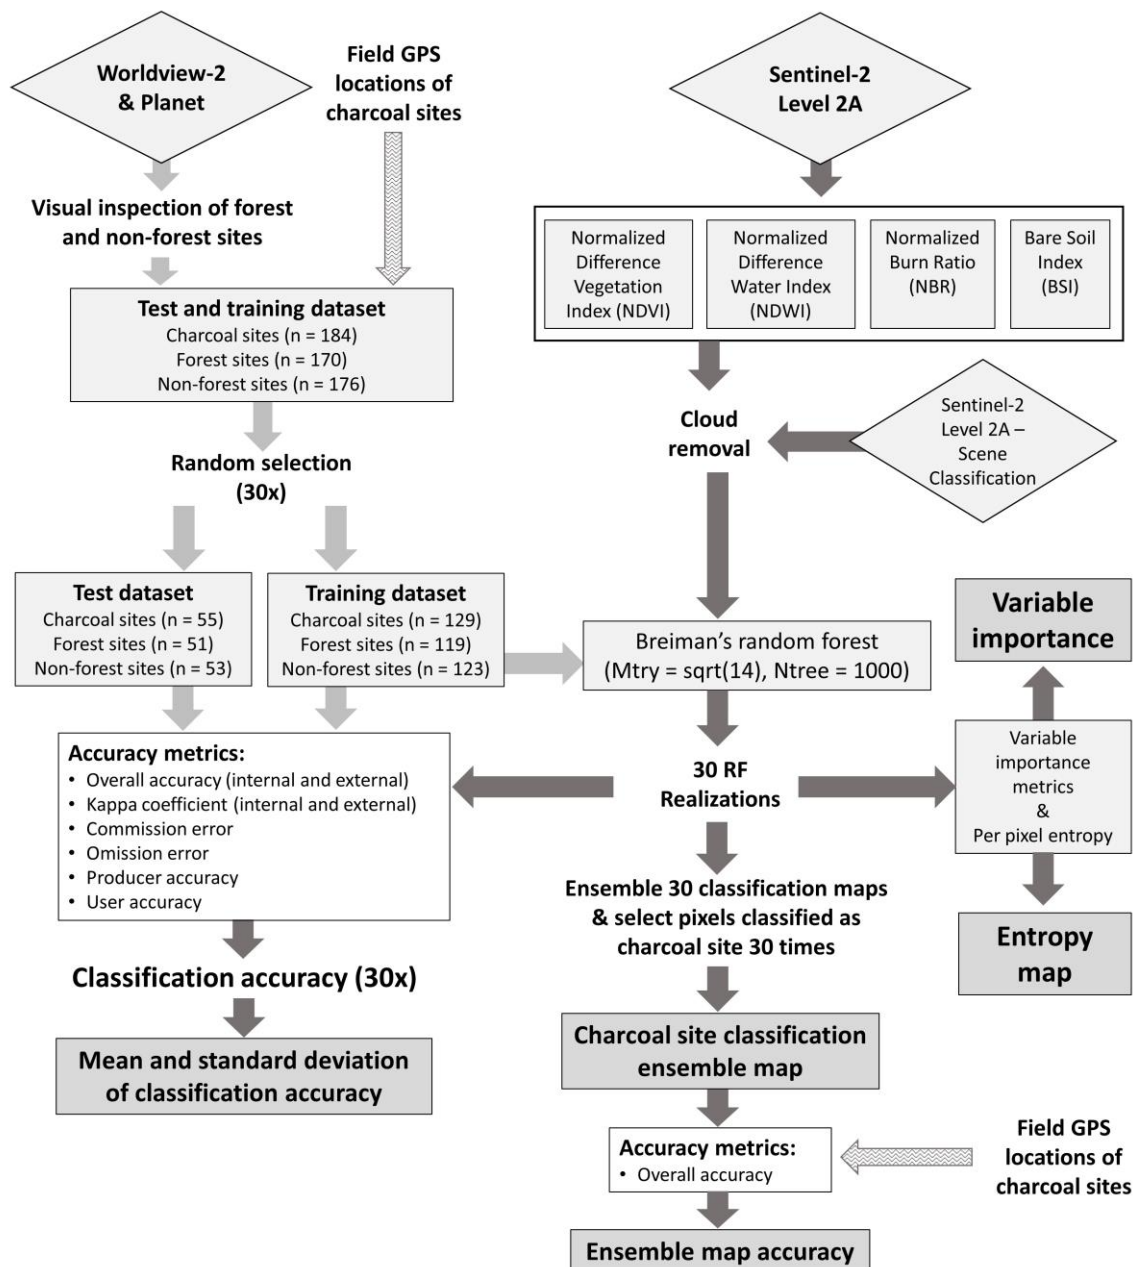 Worldview-2
& Planet
Field GPS
locations of
charcoal sites
Sentinel-2
Level 2A
Visual inspection of forest
and non-forest sites
Normalized
Difference
Vegetation
Index (NDVI)
Normalized
Difference
Water Index
(NDWI)
Normalized
Burn Ratio
(NBR)
Bare Soil
Index
(BSI)
Test and training dataset
Charcoal sites (n = 184)
Forest sites (n = 170)
Non-forest sites (n = 176)
Cloud
removal
Sentinel-2
Level 2A –
Scene
Classification
Random selection
(30x)
Test dataset
Charcoal sites (n = 55)
Forest sites (n = 51)
Non-forest sites (n = 53)
Training dataset
Charcoal sites (n = 129)
Forest sites (n = 119)
Non-forest sites (n = 123)
Breiman's random forest
(Mtry = sqrt(14), Ntree = 1000)
Variable
importance
Accuracy metrics:
• Overall accuracy (internal and external)
• Kappa coefficient (internal and external)
• Commission error
• Omission error
• Producer accuracy
• User accuracy
30 RF
Realizations
Variable
importance
metrics
&
Per pixel entropy
Ensemble 30 classification maps
& select pixels classified as
charcoal site 30 times
Entropy
map
Classification accuracy (30x)
Mean and standard deviation
of classification accuracy
Charcoal site classification
ensemble map
Accuracy metrics:
• Overall accuracy
Field GPS
locations of
charcoal sites
Ensemble map accuracy